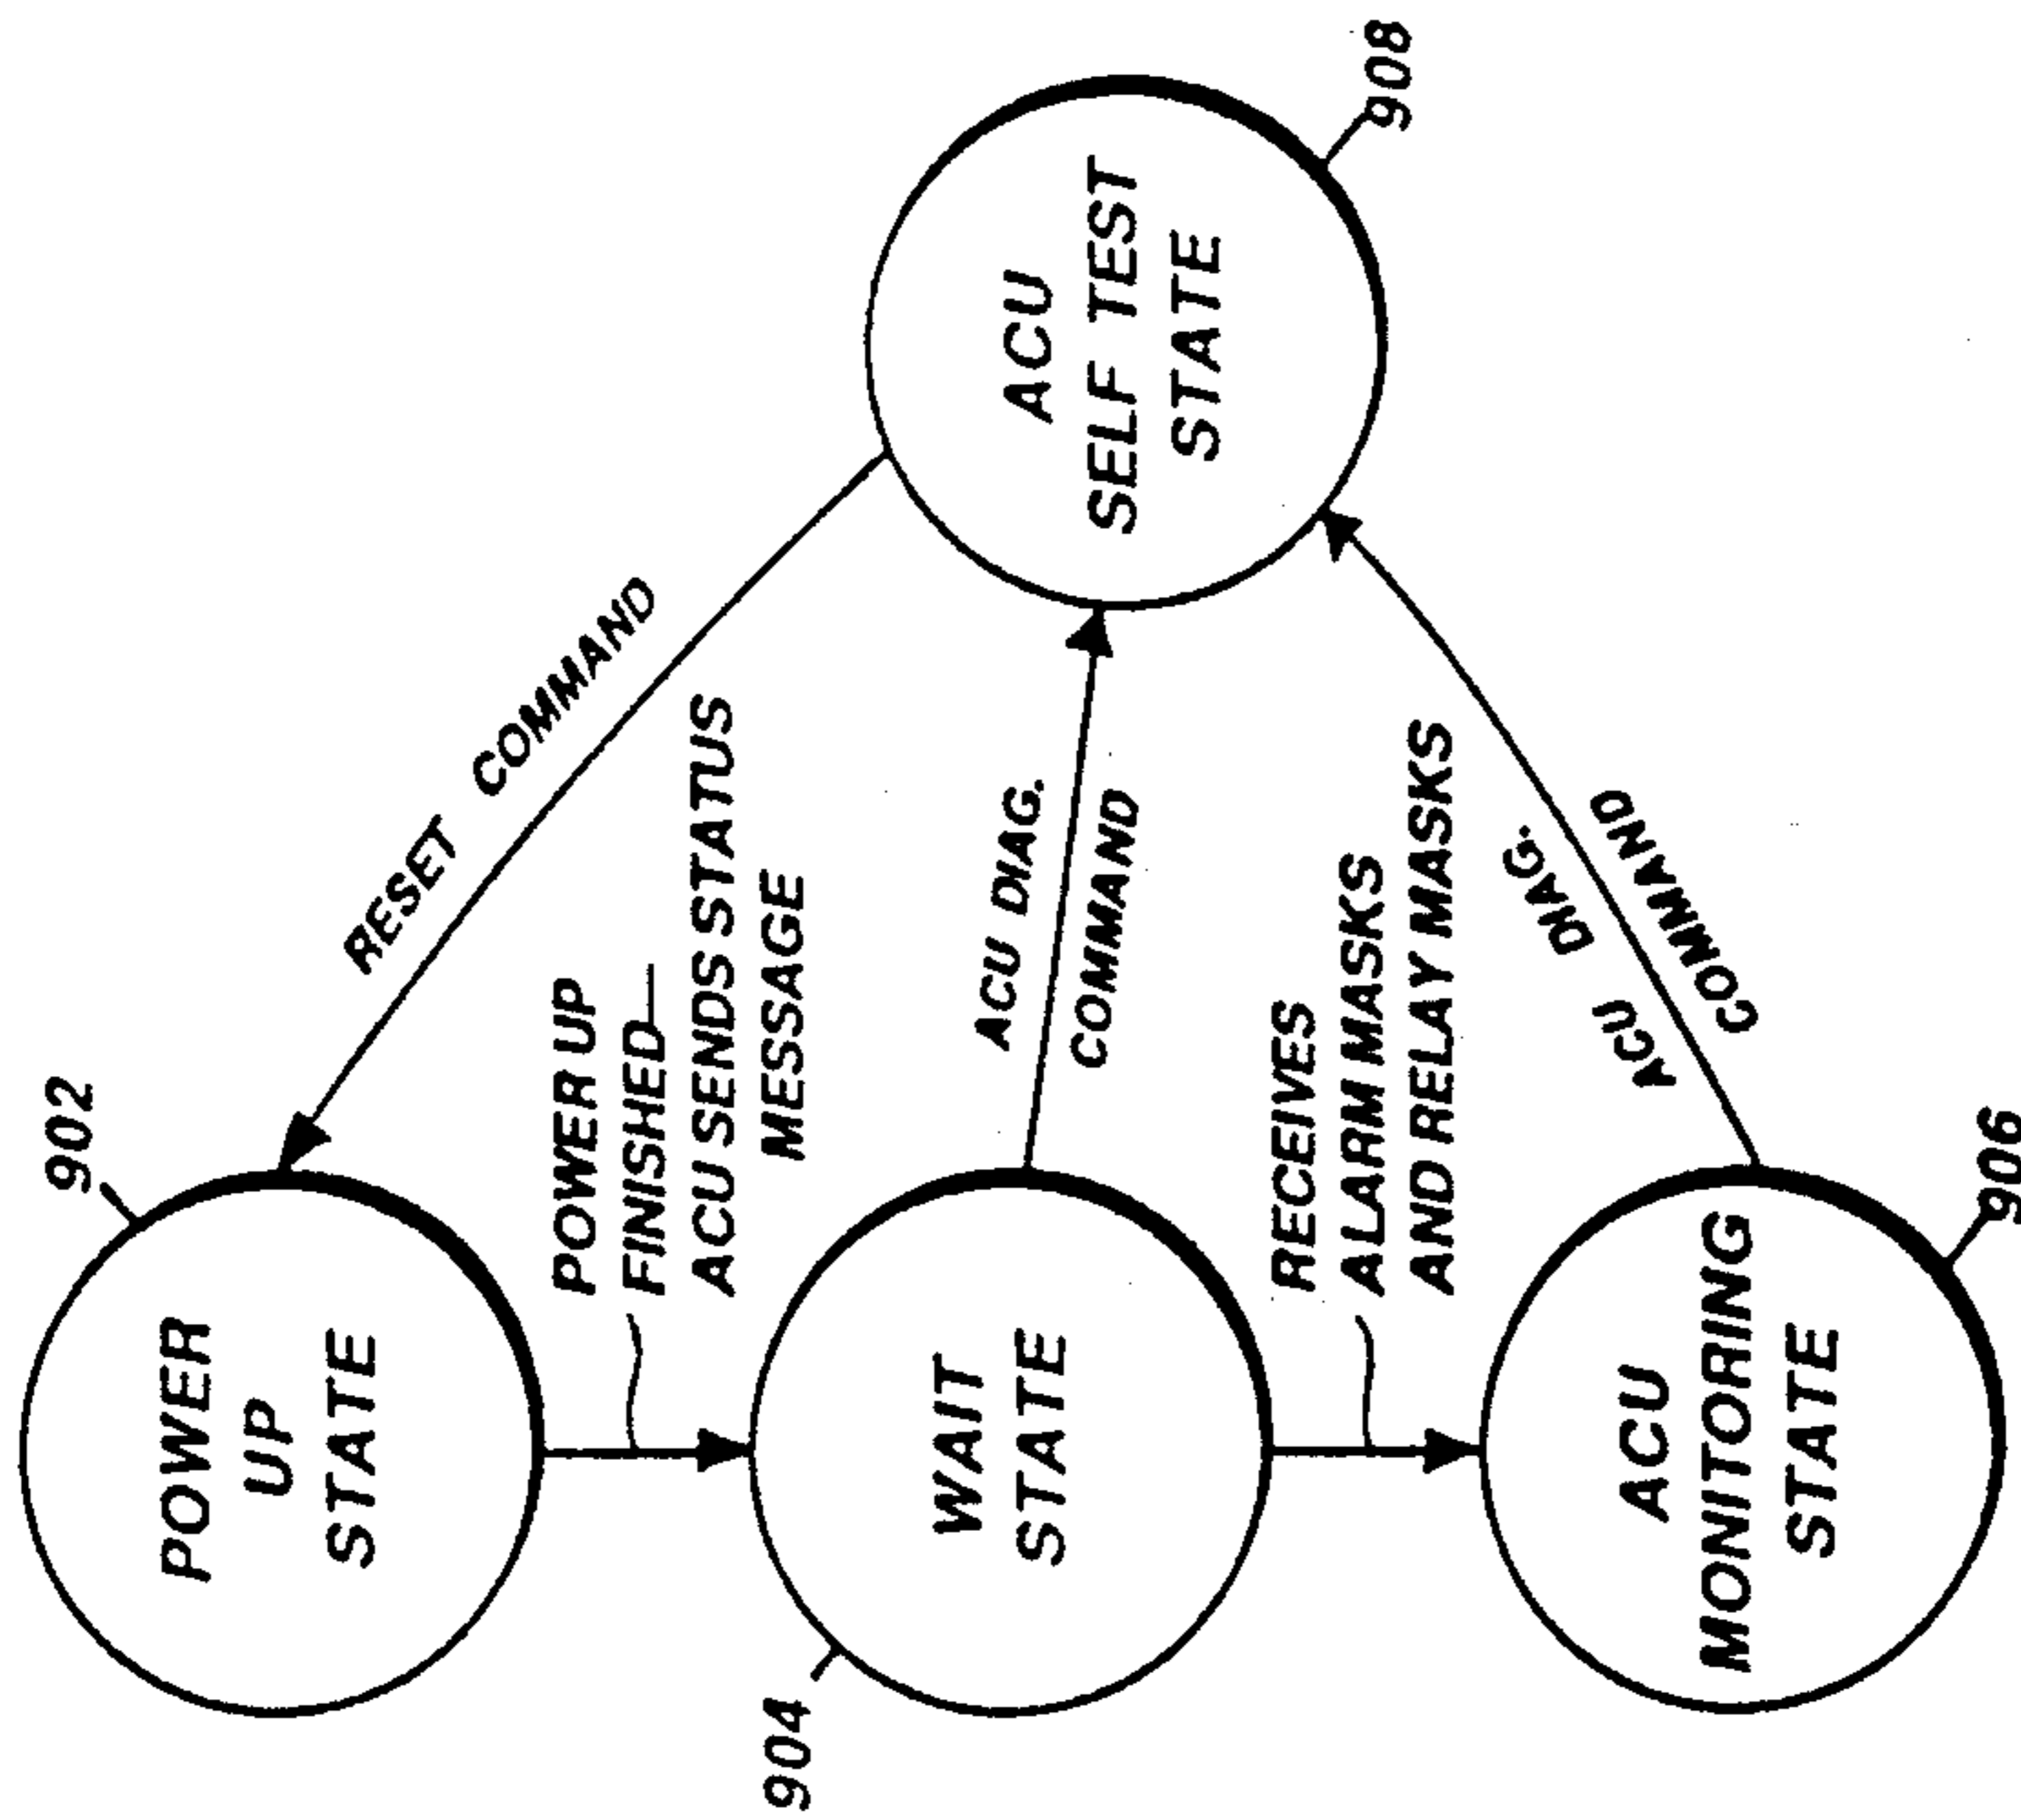 902
POWER
UP
STATE
RESET COMMAND
POWER UP
FINISHED—
ACU SENDS STATUS
MESSAGE
904
WAIT
STATE
ACU DIAG.
COMMAND
ACU
SELF TEST
STATE
908
RECEIVES
ALARM MASKS
AND RELAY MASKS
ACU DIAG.
COMMAND
ACU
MONITORING
STATE
906